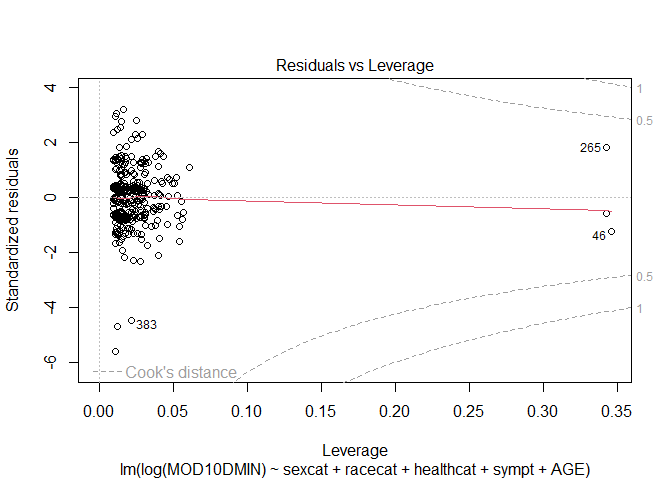 Residuals vs Leverage
Standardized residuals
4
2
0
-2
-4
-6
1
0.5
0.5
1
265
46
383
Cook's distance
0.00 0.05 0.10 0.15 0.20 0.25 0.30 0.35
Leverage
lm(log(MOD10DMIN) ~ sexcat + racecat + healthcat + sympt + AGE)